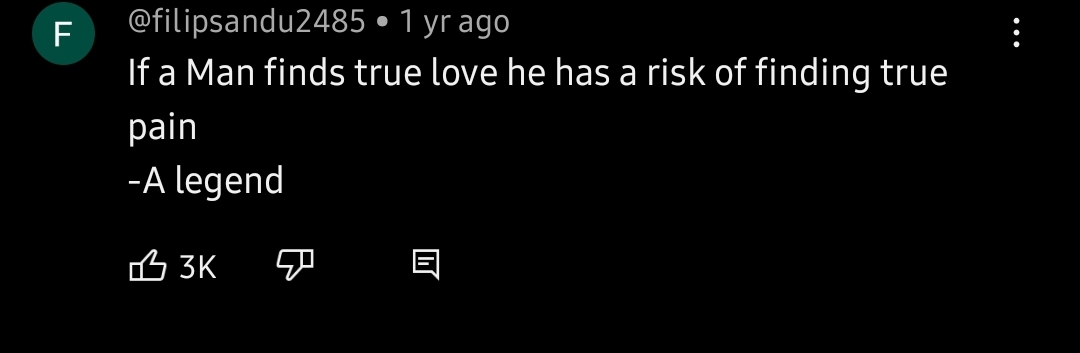 F
@filipsandu2485 • 1 yr ago
If a Man finds true love he has a risk of finding true
pain
-A legend
3K